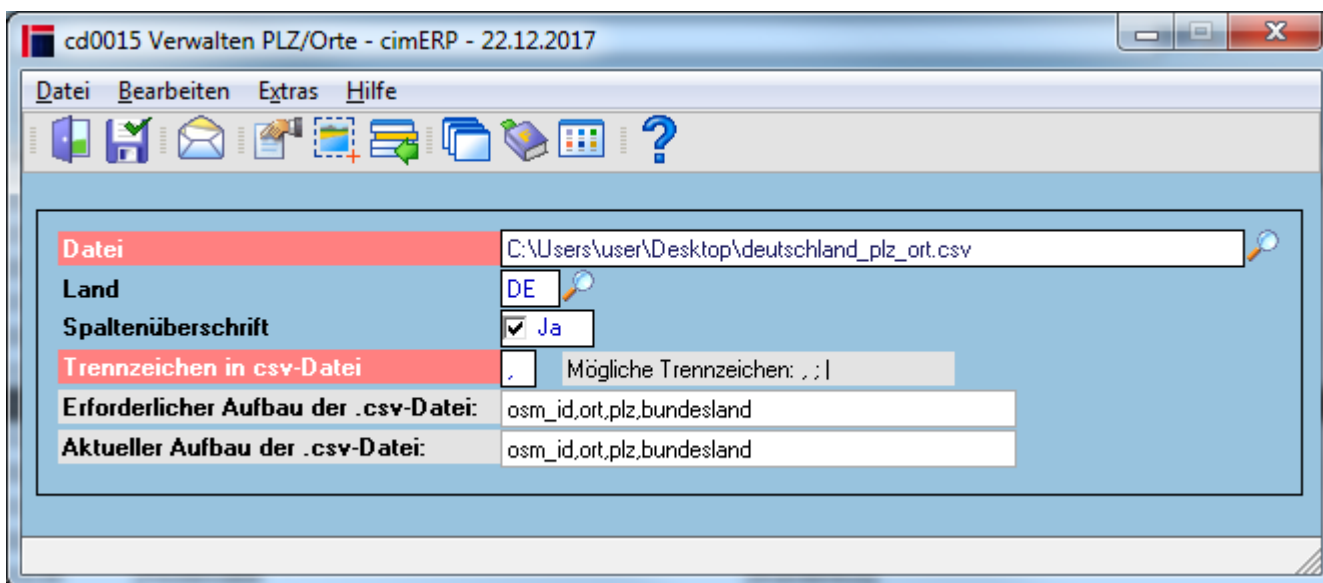 cd0015 Verwalten PLZ/Orte - cimERP - 22.12.2017
Datei Bearbeiten Extras Hilfe
Datei C:\Users\user\Desktop\deutschland_plz_ort.csv
Land DE
Spaltenüberschrift Ja
Trennzeichen in csv-Datei , Mögliche Trennzeichen: , ; |
Erforderlicher Aufbau der .csv-Datei: osm_id,ort,plz,bundesland
Aktueller Aufbau der .csv-Datei: osm_id,ort,plz,bundesland